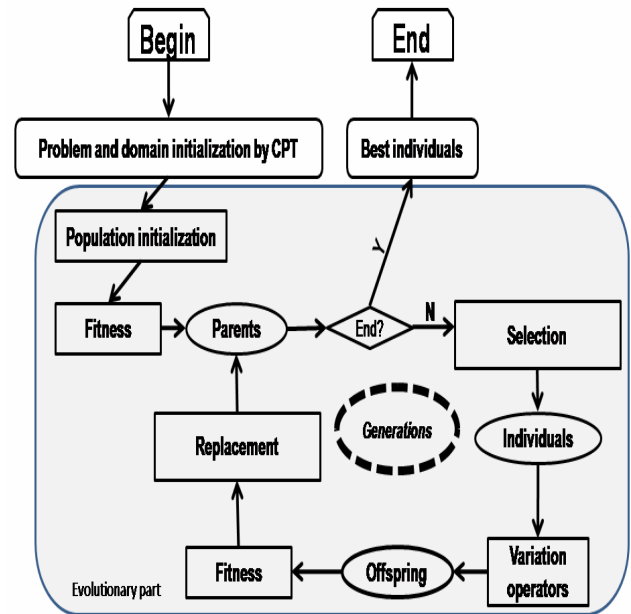 Begin
End
Problem and domain initialization by CPT
Best individuals
Population initialization
Y
Fitness
Parents
End?
N
Selection
Generations
Individuals
Replacement
Variation
operators
Offspring
Fitness
Evolutionary part